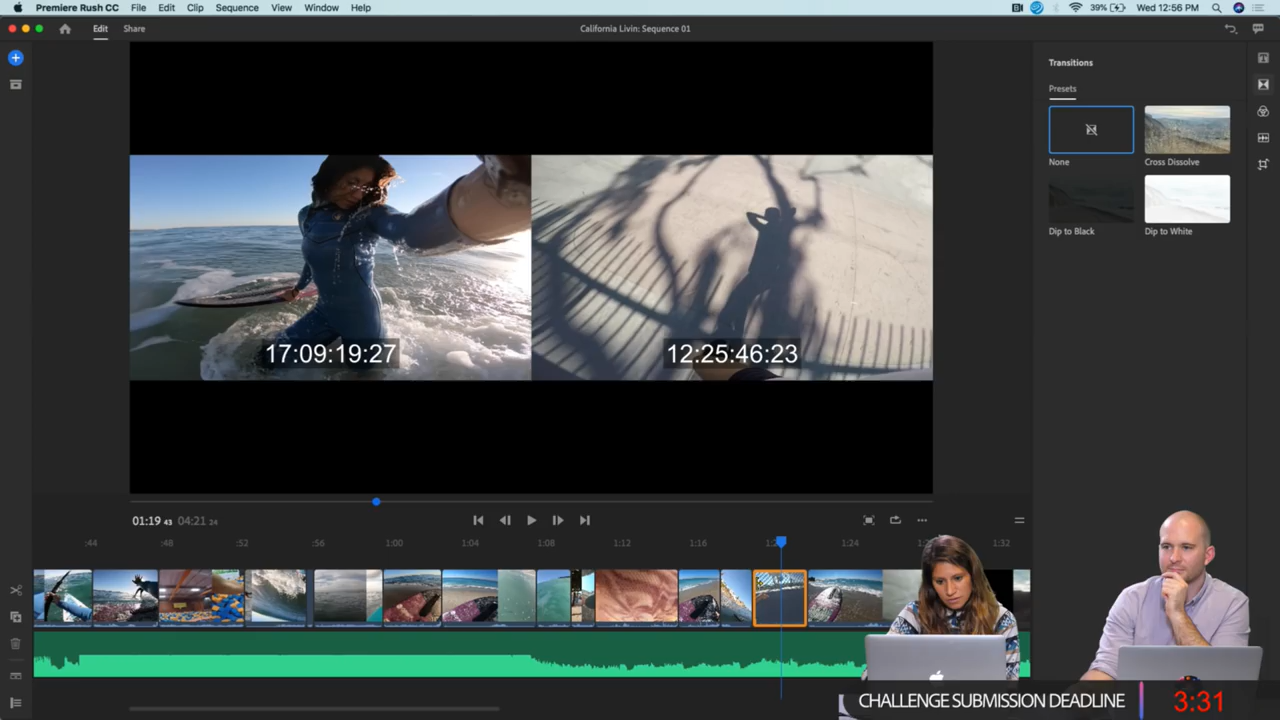 Premiere Rush CC File Edit Clip Sequence View Window Help 39% Wed 12:56 PM
Edit Share California Livin: Sequence 01
Transitions
Presets
None Cross Dissolve
Dip to Black Dip to White
17:09:19:27 12:25:46:23
01:19 43 04:21 24
:44 :48 :52 :56 1:00 1:04 1:08 1:12 1:16 1:24 1:32
CHALLENGE SUBMISSION DEADLINE 3:31